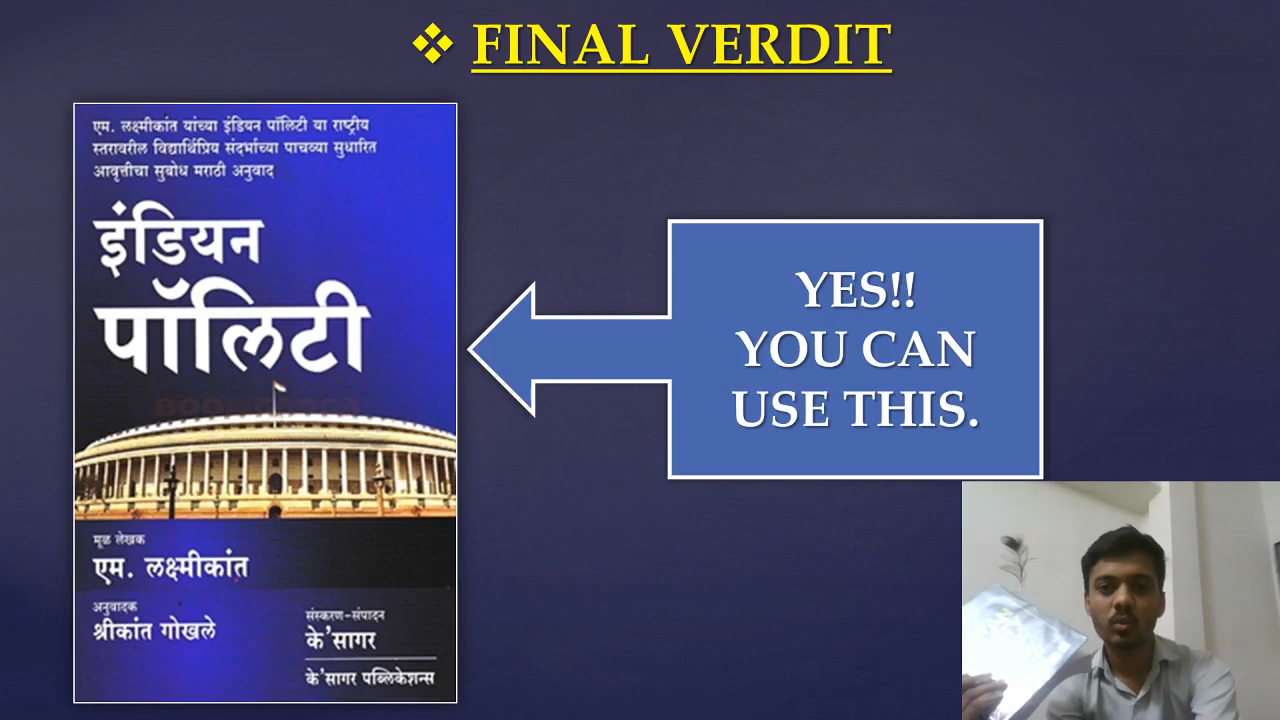 ❖ FINAL VERDIT
एम. लक्ष्मीकांत यांच्या इंडियन पॉलिटी या राष्ट्रीय
स्तरावरील विद्यार्थिप्रिय संदर्भाच्या पाचव्या सुधारित
आवृत्तीचा सुबोध मराठी अनुवाद
इंडियन
पॉलिटी
मूळ लेखक
एम. लक्ष्मीकांत
अनुवादक
श्रीकांत गोखले
संस्करण-संपादन
के'सागर
के'सागर पब्लिकेशन्स
YES!!
YOU CAN
USE THIS.